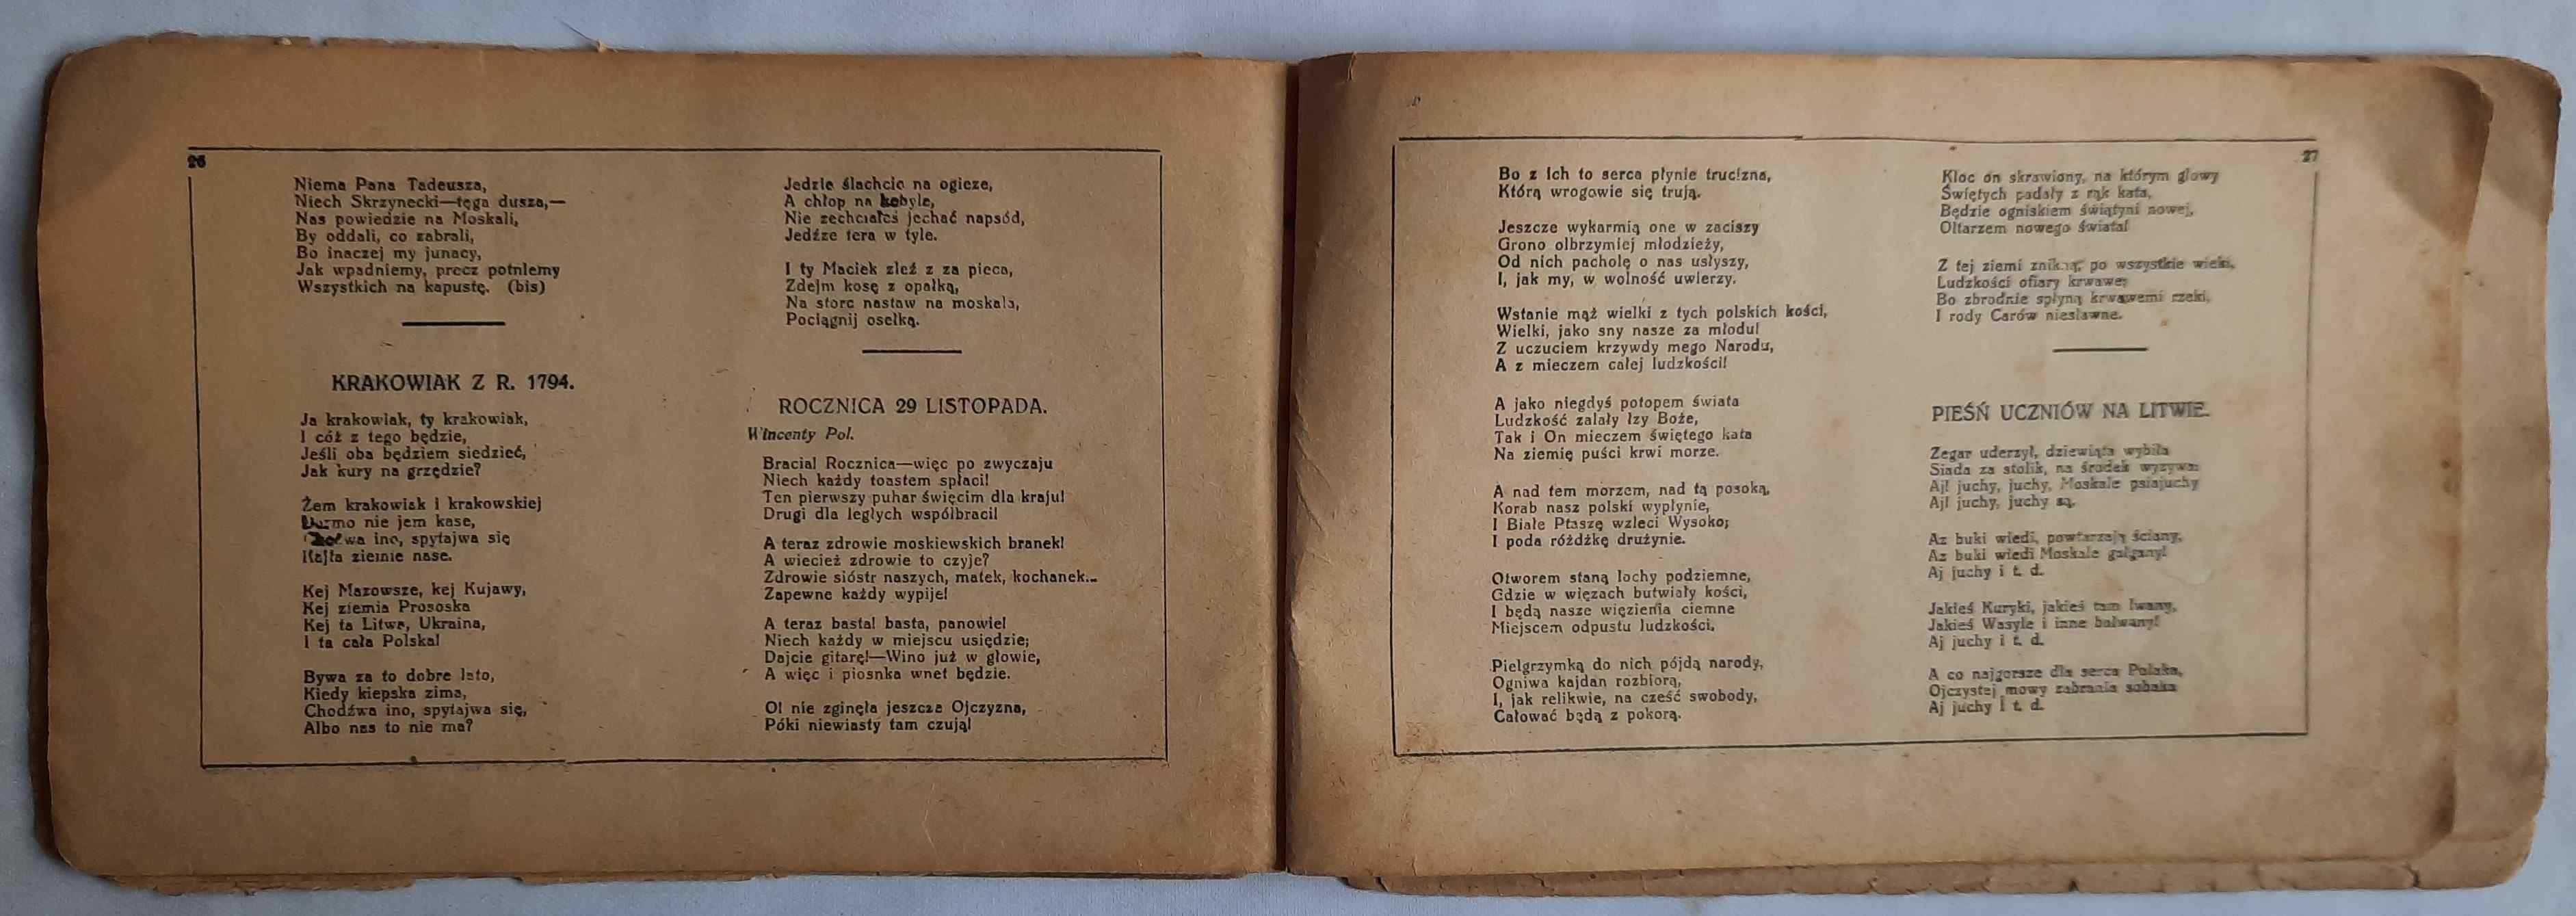 26
Niema Pana Tadeusza,
Niech Skrzynecki—tęga dusza,—
Nas powiedzie na Moskali,
By oddali, co zabrali,
Bo inaczej my junacy,
Jak wpadniemy, precz potniemy
Wszystkich na kapustę. (bis)
KRAKOWIAK Z R. 1794.
Ja krakowiak, ty krakowiak,
I cóż z tego będzie,
Jeśli oba będziem siedzieć,
Jak kury na grzędzie?
Żem krakowiak i krakowskiej
Darmo nie jem kase,
ino, spytajwa się
Kajta ziemie nase.
Kej Mazowsze, kej Kujawy,
Kej ziemia Prososka
Kej ta Litwa, Ukraina,
I ta cała Polska!
Bywa za to dobre lato,
Kiedy kiepska zima,
Chodźwa ino, spytajwa się,
Albo nas to nie ma?
Jedzie ślachcic na ogieze,
A chłop na kobyle,
Nie zechciałeś jechać napsód,
Jedźze tera w tyle.
I ty Maciek zleź z za pieca,
Zdejm kosę z opałką,
Na storc nastaw na moskala,
Pociągnij osełką.
ROCZNICA 29 LISTOPADA.
Wincenty Pol.
Bracia! Rocznica—więc po zwyczaju
Niech każdy toastem spłaci!
Ten pierwszy puhar święcim dla kraju!
Drugi dla ległych współbraci!
A teraz zdrowie moskiewskich branek!
A wiecież zdrowie to czyje?
Zdrowie sióstr naszych, matek, kochanek...
Zapewne każdy wypije!
A teraz basta! basta, panowie!
Niech każdy w miejscu usiędzie;
Dajcie gitarę!—Wino już w głowie,
A więc i piosnka wnet będzie.
O! nie zginęła jeszcze Ojczyzna,
Póki niewiasty tam czują!
27
Bo z Ich to serca płynie trucizna,
Którą wrogowie się trują.
Jeszcze wykarmią one w zaciszy
Grono olbrzymiej młodzieży,
Od nich pacholę o nas usłyszy,
I, jak my, w wolność uwierzy.
Wstanie mąż wielki z tych polskich kości,
Wielki, jako sny nasze za młodu!
Z uczuciem krzywdy mego Narodu,
A z mieczem całej ludzkości!
A jako niegdyś potopem świata
Ludzkość zalały łzy Boże,
Tak i On mieczem świętego kata
Na ziemię puści krwi morze.
A nad tem morzem, nad tą posoką,
Korab nasz polski wypłynie,
I Białe Ptaszę wzleci Wysoko;
I poda różdżkę drużynie.
Otworem staną lochy podziemne,
Gdzie w więzach butwiały kości,
I będą nasze więzienia ciemne
Miejscem odpustu ludzkości,
Pielgrzymką do nich pójdą narody,
Ogniwa kajdan rozbiorą,
I, jak relikwie, na cześć swobody,
Całować będą z pokorą.
Kloc ón skrawiony, na którym głowy
Świętych padały z rąk kata,
Będzie ogniskiem świątyni nowej,
Ołtarzem nowego świata!
Z tej ziemi znikną, po wszystkie wieki,
Ludzkości ofiary krwawe;
Bo zbrodnie spłyną krwawemi rzeki,
I rody Carów niesławne.
PIEŚŃ UCZNIÓW NA LITWIE.
Zegar uderzył, dziewiąta wybiła
Siada za stolik, na środek wyzywa:
Aj! juchy, juchy, Moskale psiajuchy
Aj! juchy, juchy są.
Az buki wiedi, powtarzają ściany,
Az buki wiedi Moskale gałgany!
Aj juchy i t. d.
Jakieś Kuryki, jakieś tam Iwany,
Jakieś Wasyle i inne bałwany!
Aj juchy i t. d.
A co najgorsze dla serca Polaka,
Ojczystej mowy zabrania sobaka
Aj juchy i t. d.